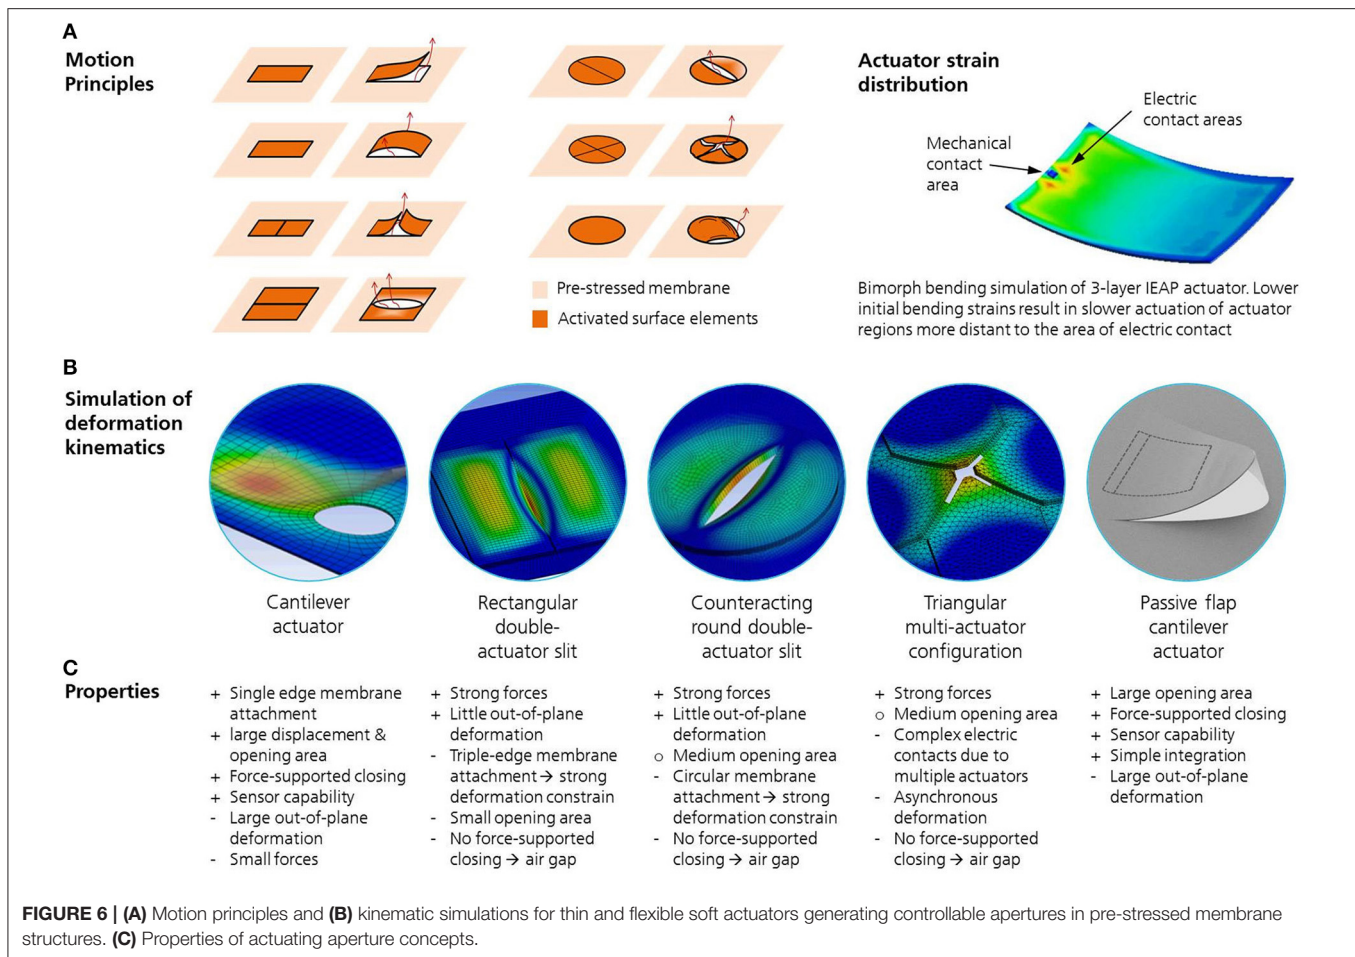 (A)
Motion
Principles
Pre-stressed membrane
Activated surface elements
Actuator strain
distribution
Electric
contact areas
Mechanical
contact
area
Bimorph bending simulation of 3-layer IEAP actuator. Lower
initial bending strains result in slower actuation of actuator
regions more distant to the area of electric contact
(B)
Simulation of
deformation
kinematics
Cantilever
actuator
Rectangular
double-
actuator slit
Counteracting
round double-
actuator slit
Triangular
multi-actuator
configuration
Passive flap
cantilever
actuator
(C)
Properties
+ Single edge membrane
attachment
+ large displacement &
opening area
+ Force-supported closing
+ Sensor capability
- Large out-of-plane
deformation
- Small forces
+ Strong forces
+ Little out-of-plane
deformation
- Triple-edge membrane
attachment → strong
deformation constrain
- Small opening area
- No force-supported
closing → air gap
+ Strong forces
+ Little out-of-plane
deformation
o Medium opening area
- Circular membrane
attachment → strong
deformation constrain
- No force-supported
closing → air gap
+ Strong forces
o Medium opening area
- Complex electric
contacts due to
multiple actuators
- Asynchronous
deformation
- No force-supported
closing → air gap
+ Large opening area
+ Force-supported closing
+ Sensor capability
+ Simple integration
- Large out-of-plane
deformation
FIGURE 6 | (A) Motion principles and (B) kinematic simulations for thin and flexible soft actuators generating controllable apertures in pre-stressed membrane
structures. (C) Properties of actuating aperture concepts.